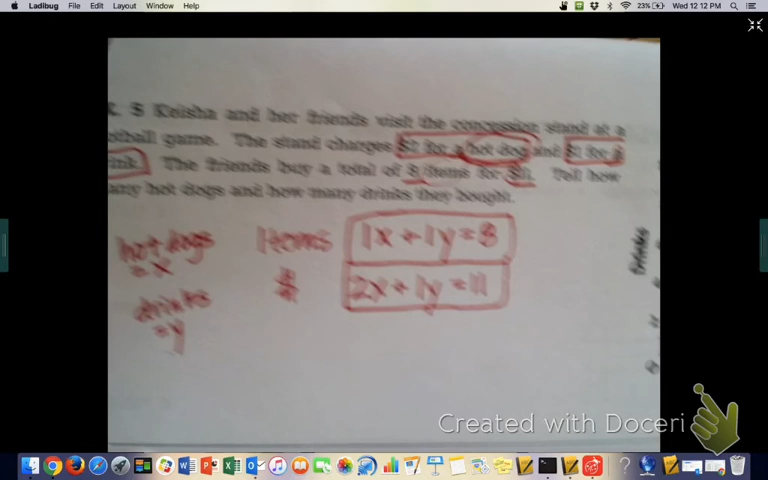 Ladibug File Edit Layout Window Help 23% Wed 12 12 PM
5 Keisha and her friends visit the concession stand at a
game. The stand charges $2 for a hot dog and $1 for a
The friends buy a total of 8 items for $11. Tell how
any hot dogs and how many drinks they bought.
hot dogs
= x
drinks
= y
Items
1x + 1y = 8
2x + 1y = 11
Drinks
Created with Doceri